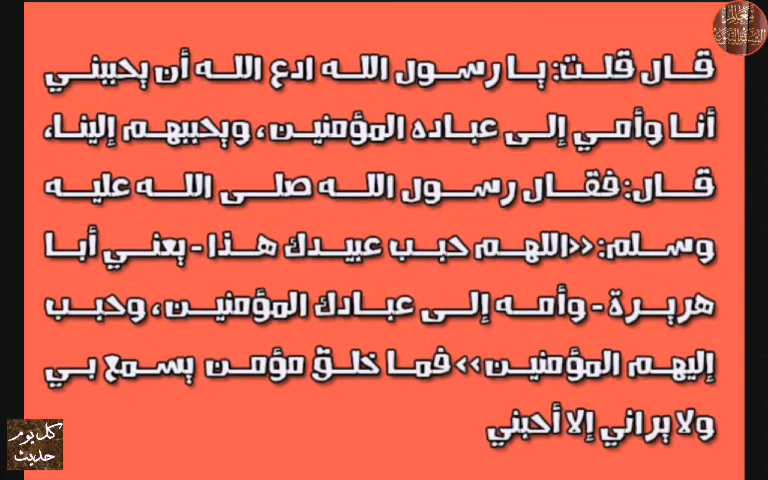 قال قلت: يا رسول الله ادع الله أن يحببني
أنا وأمي إلى عباده المؤمنين، ويحببهم إلينا،
قال: فقال رسول الله صلى الله عليه
وسلم: <<اللهم حبب عبيدك هذا - يعني أبا
هريرة - وأمه إلى عبادك المؤمنين، وحبب
إليهم المؤمنين>> فما خلق مؤمن يسمع بي
ولا يراني إلا أحبني
كل يوم
حديث